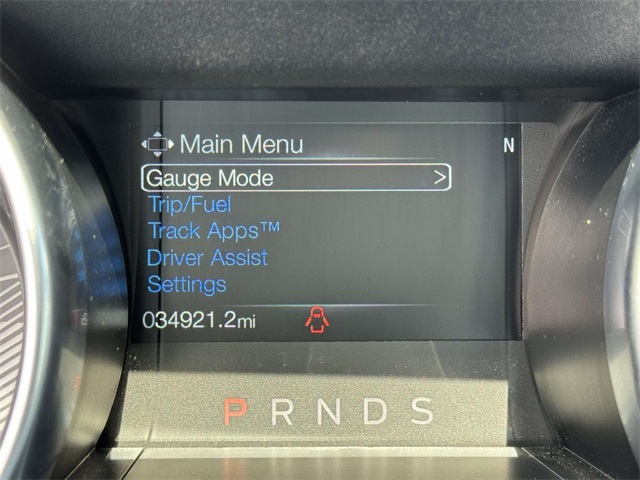 Main Menu
N
Gauge Mode >
Trip/Fuel
Track Apps™
Driver Assist
Settings
034921.2mi
P R N D S